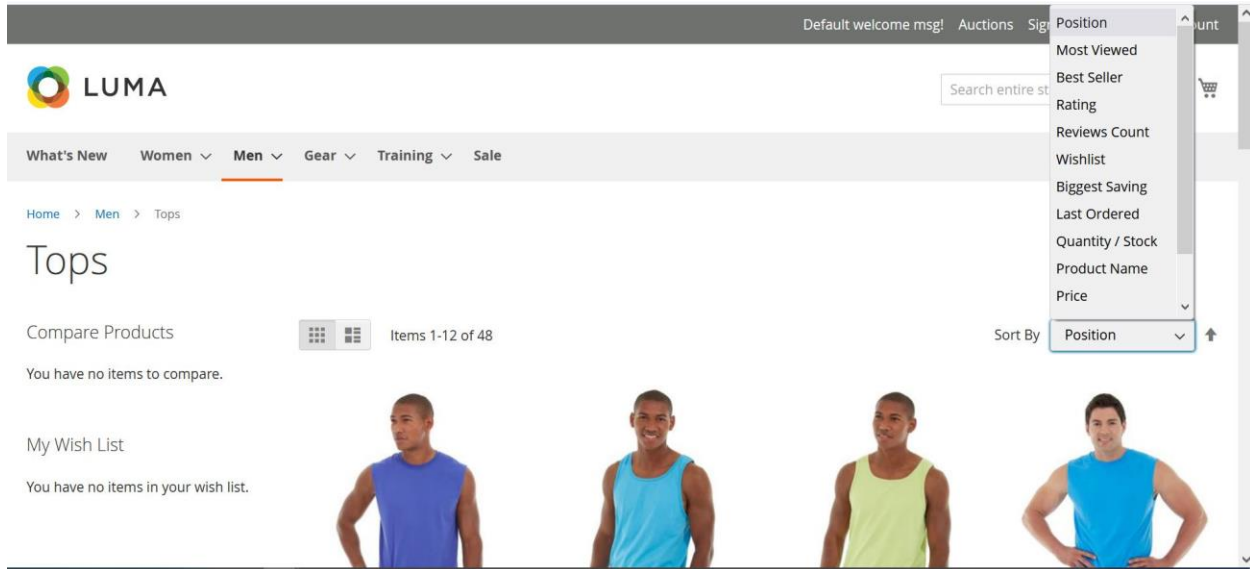 Default welcome msg! Auctions
Position
Most Viewed
LUMA
Best Seller
Rating
Reviews Count
What's New Women Men Gear Training Sale
Wishlist
Biggest Saving
Last Ordered
Quantity / Stock
Product Name
Price
Home > Men > Tops
Tops
Compare Products
Items 1-12 of 48
Sort By Position
You have no items to compare.
My Wish List
You have no items in your wish list.